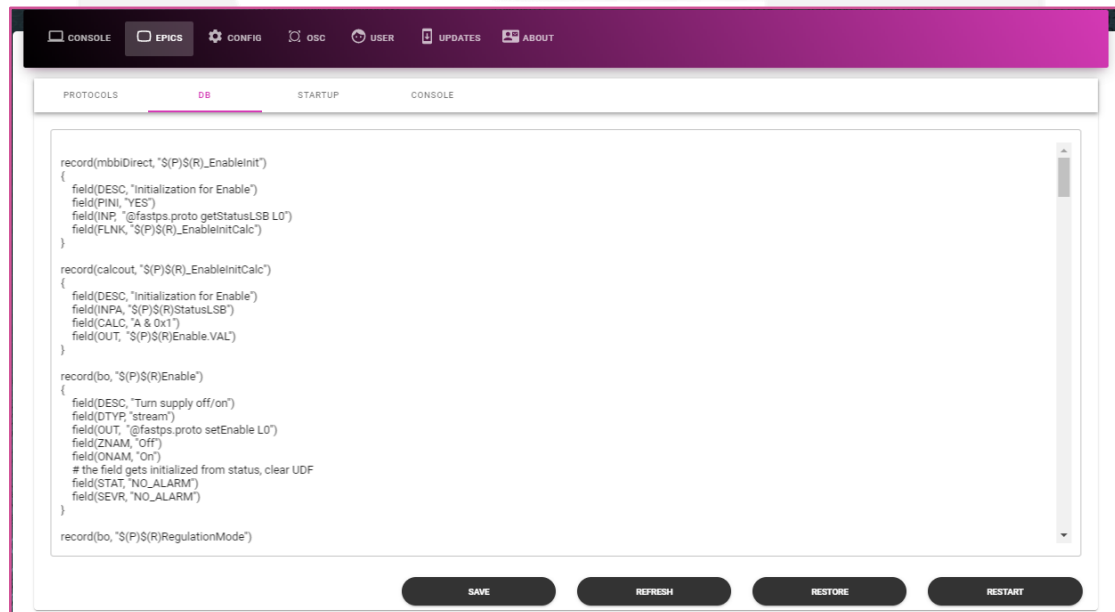 CONSOLE EPICS CONFIG OSC USER UPDATES ABOUT
PROTOCOLS DB STARTUP CONSOLE
record(mbbiDirect, "$(P)$(R)_EnableInit")
{
field(DESC, "Initialization for Enable")
field(PINI, "YES")
field(INP, "@fastps.proto getStatusLSB L0")
field(FLNK, "$(P)$(R)_EnableInitCalc")
}
record(calcout, "$(P)$(R)_EnableInitCalc")
{
field(DESC, "Initialization for Enable")
field(INPA, "$(P)$(R)StatusLSB")
field(CALC, "A & 0x1")
field(OUT, "$(P)$(R)Enable.VAL")
}
record(bo, "$(P)$(R)Enable")
{
field(DESC, "Turn supply off/on")
field(DTYP, "stream")
field(OUT, "@fastps.proto setEnable L0")
field(ZNAM, "Off")
field(ONAM, "On")
# the field gets initialized from status, clear UDF
field(STAT, "NO_ALARM")
field(SEVR, "NO_ALARM")
}
record(bo, "$(P)$(R)RegulationMode")
SAVE REFRESH RESTORE RESTART